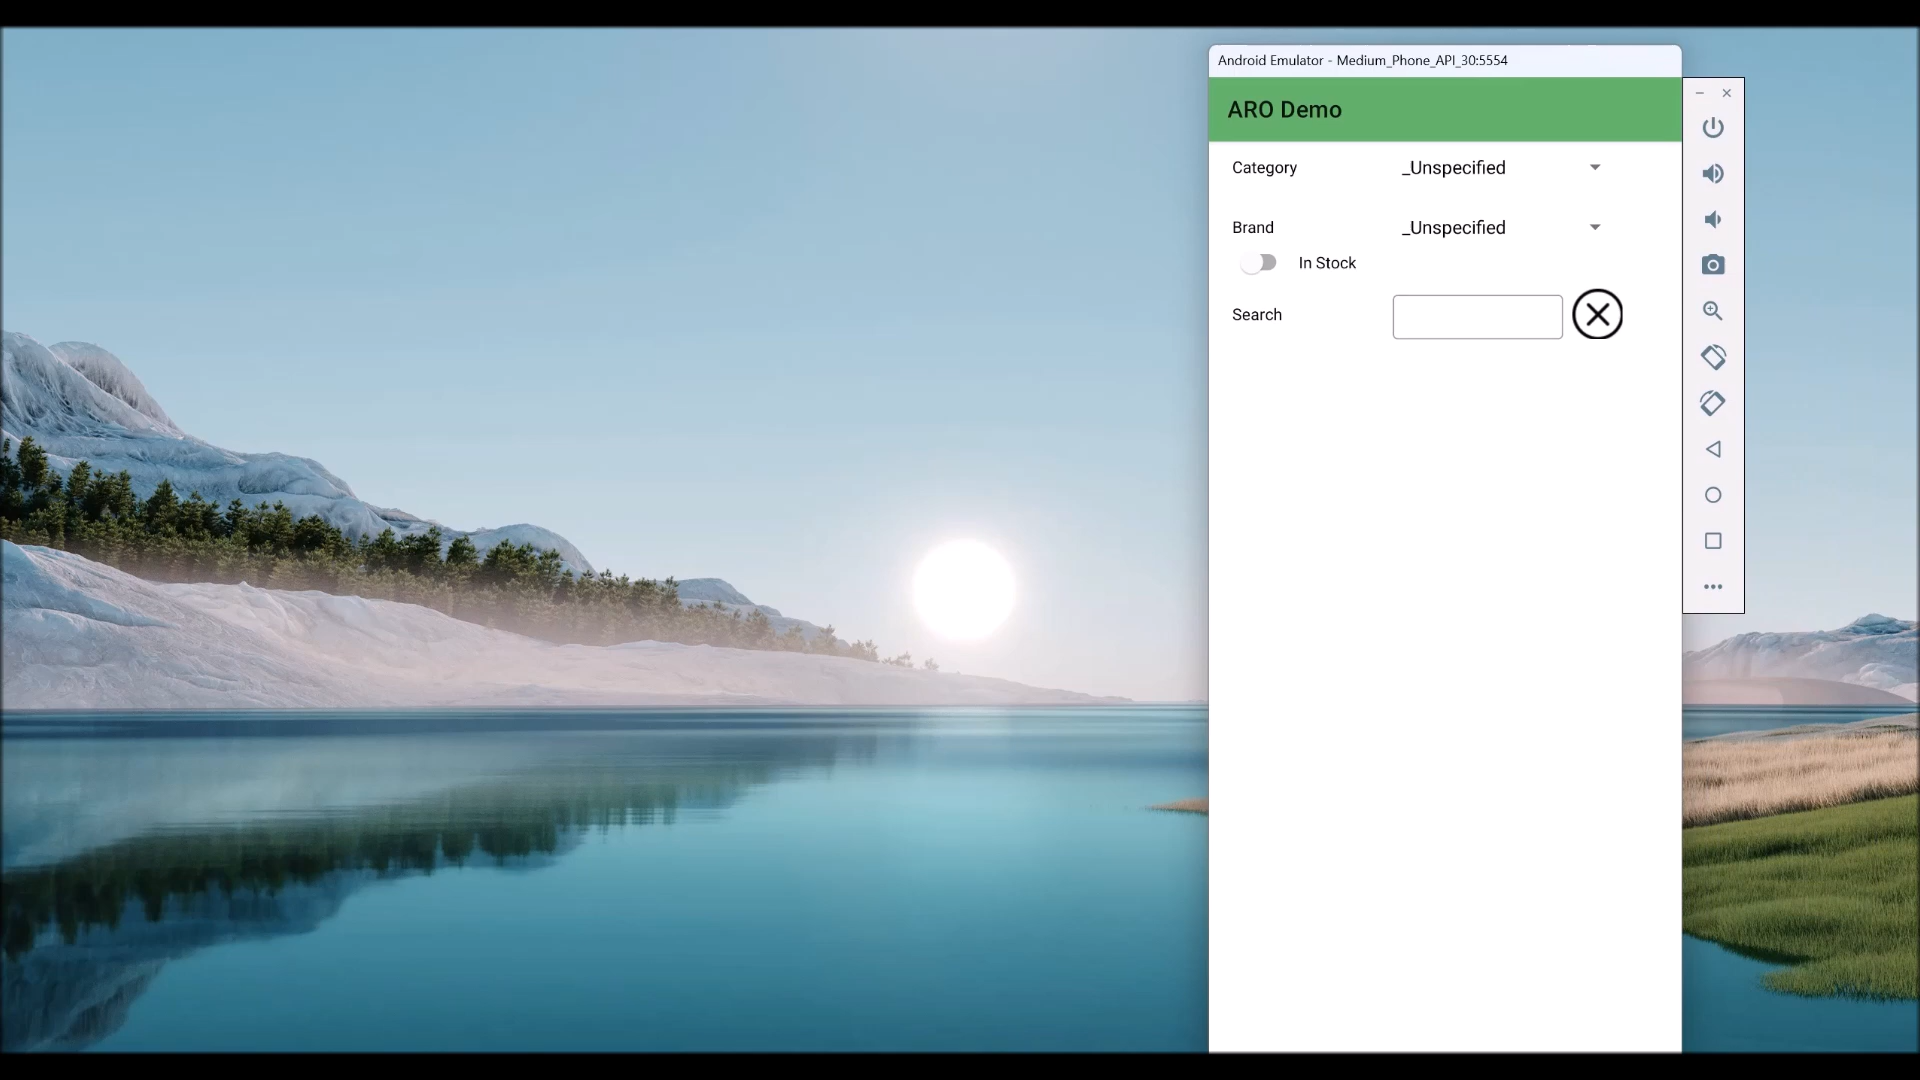 Android Emulator - Medium_Phone_API_30:5554
ARO Demo
Category _Unspecified
Brand _Unspecified
In Stock
Search